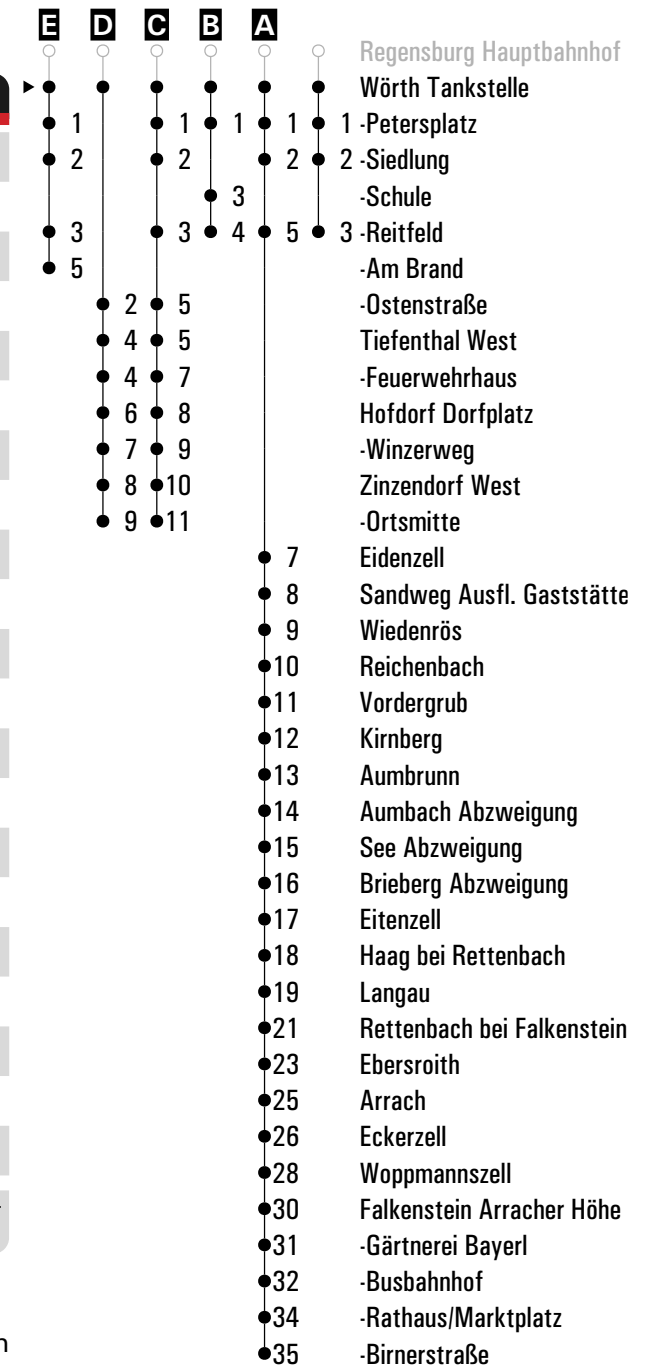 E D C B A
Regensburg Hauptbahnhof
Wörth Tankstelle
1 1 1 1 1 -Petersplatz
2 2 2 2 -Siedlung
3 -Schule
3 3 4 5 3 -Reitfeld
5 -Am Brand
2 5 -Ostenstraße
4 5 Tiefenthal West
4 7 -Feuerwehrhaus
6 8 Hofdorf Dorfplatz
7 9 -Winzerweg
8 10 Zinzendorf West
9 11 -Ortsmitte
7 Eidenzell
8 Sandweg Ausfl. Gaststätte
9 Wiedenrös
10 Reichenbach
11 Vordergrub
12 Kirnberg
13 Aumbrunn
14 Aumbach Abzweigung
15 See Abzweigung
16 Brieberg Abzweigung
17 Eitenzell
18 Haag bei Rettenbach
19 Langau
21 Rettenbach bei Falkenstein
23 Ebersroith
25 Arrach
26 Eckerzell
28 Woppmannszell
30 Falkenstein Arracher Höhe
31 -Gärtnerei Bayerl
32 -Busbahnhof
34 -Rathaus/Marktplatz
35 -Birnerstraße